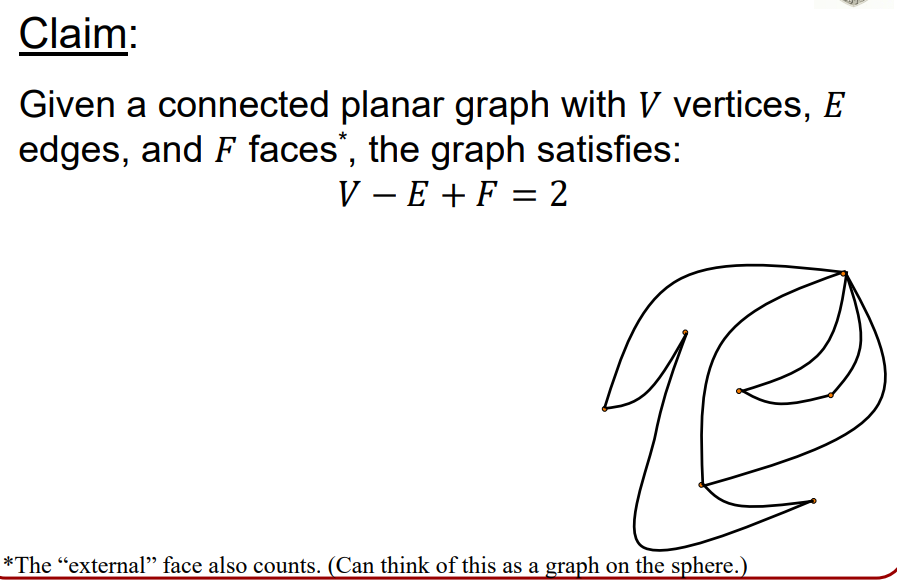 Claim:
Given a connected planar graph with V vertices, E
edges, and F faces*, the graph satisfies:
V − E + F = 2
*The “external” face also counts. (Can think of this as a graph on the sphere.)